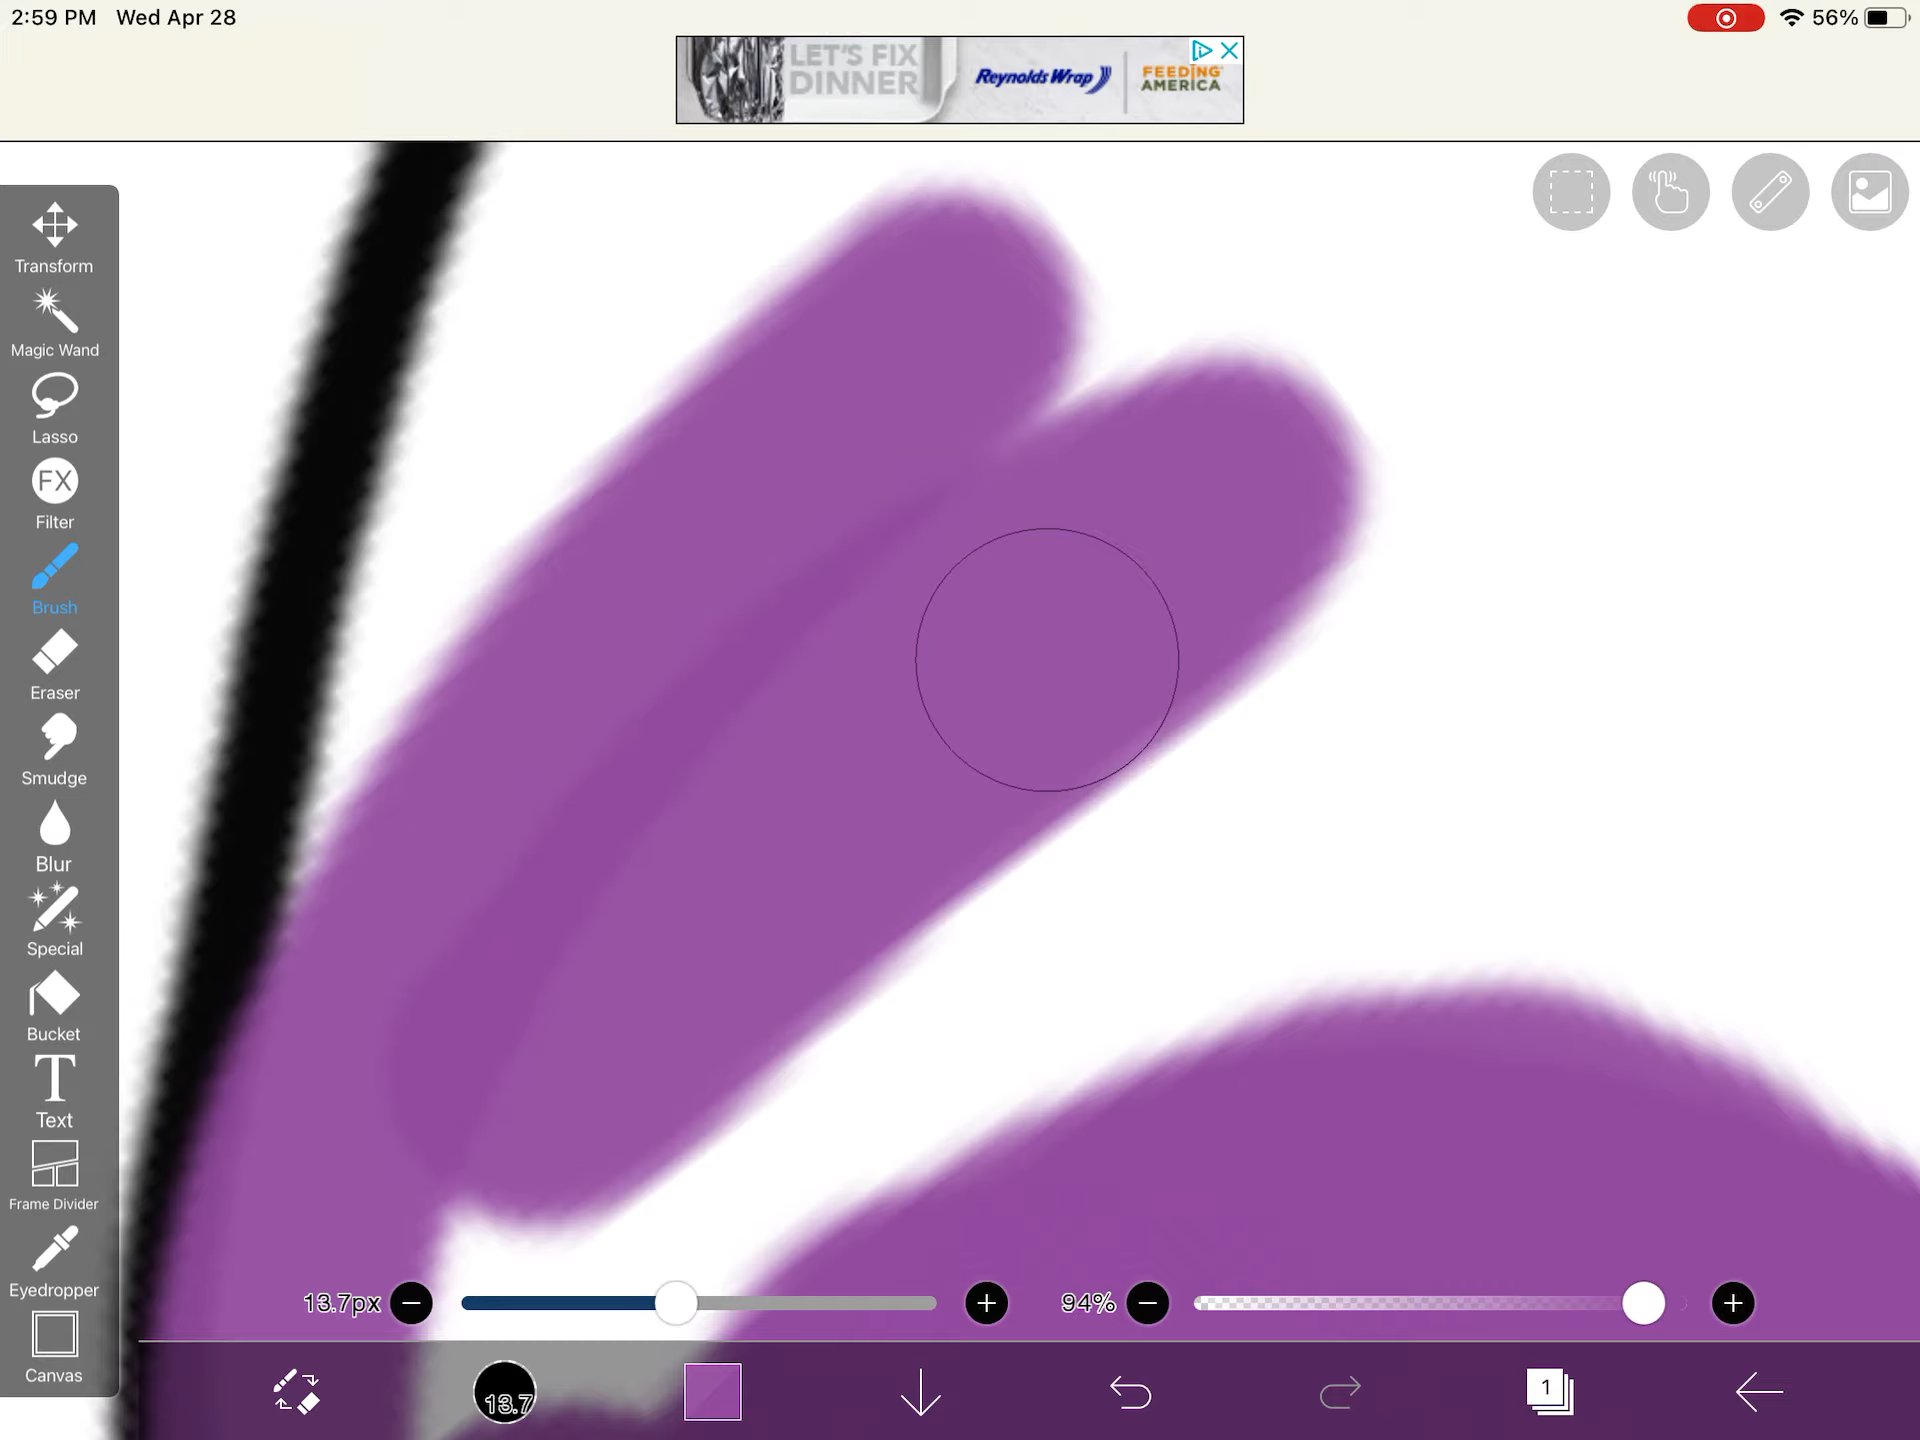 2:59 PM Wed Apr 28
56%
LET'S FIX
DINNER
Reynolds Wrap
FEEDING
AMERICA
Transform
Magic Wand
Lasso
FX
Filter
Brush
Eraser
Smudge
Blur
Special
Bucket
T
Text
Frame Divider
Eyedropper
Canvas
13.7px
94%
13.7
1